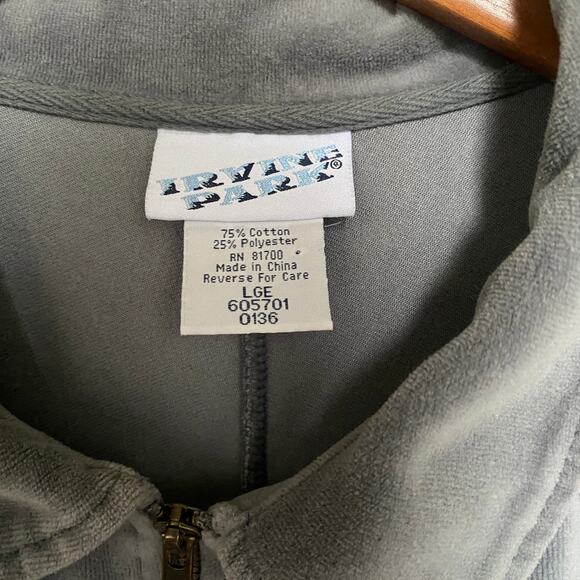 IRVINE
PARK®
75% Cotton
25% Polyester
RN 81700
Made in China
Reverse For Care
LGE
605701
0136